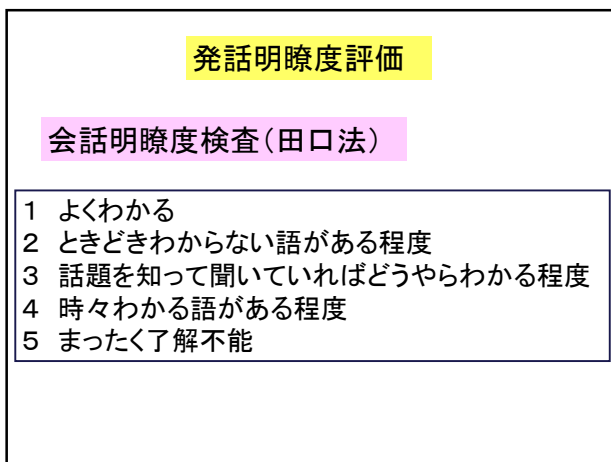 発話明瞭度評価
会話明瞭度検査(田口法)
1 よくわかる
2 ときどきわからない語がある程度
3 話題を知って聞いていればどうやらわかる程度
4 時々わかる語がある程度
5 まったく了解不能